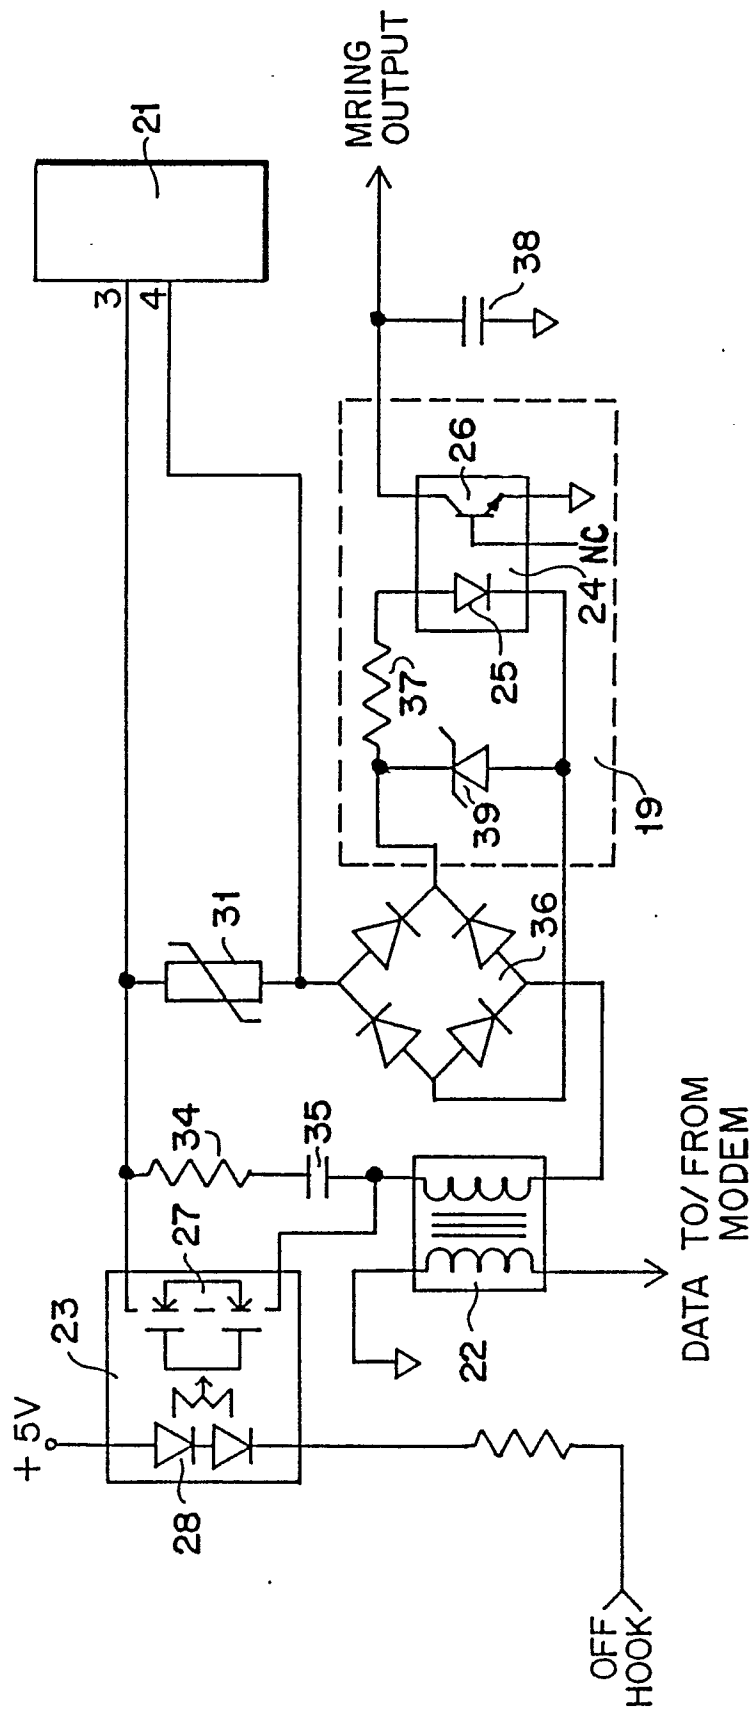 + 5V
23
28
27
34
35
31
3
4
21
22
36
39
37
25
24
NC
26
19
38
MRING
OUTPUT
OFF
HOOK
DATA TO/FROM
MODEM